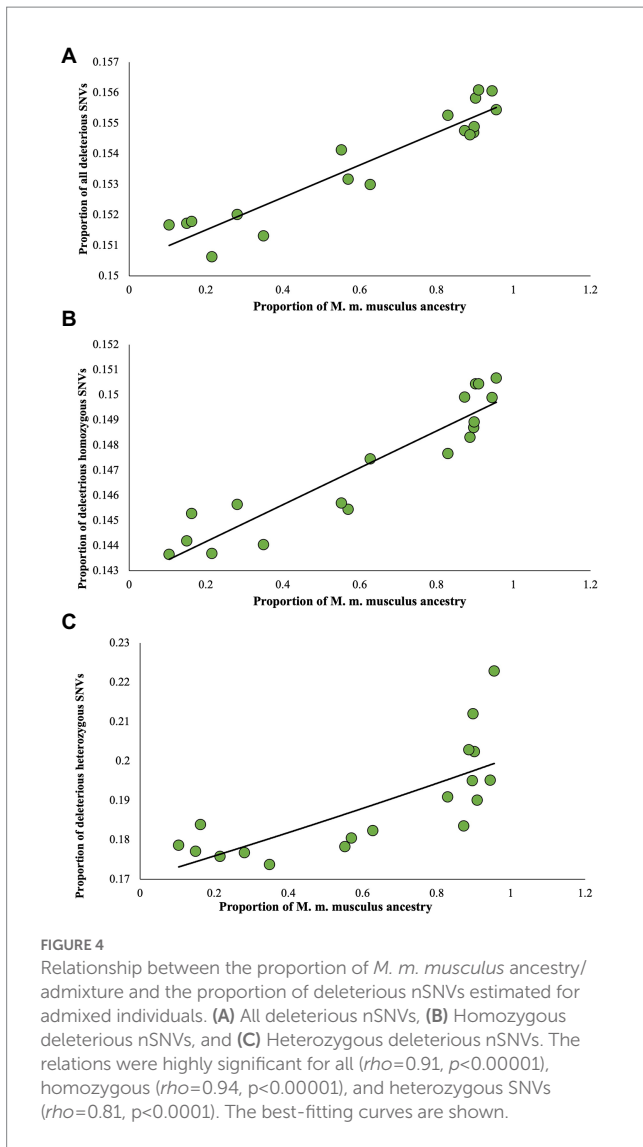 A
0.157
0.156
0.155
0.154
0.153
0.152
0.151
0.15
Proportion of all deleterious SNVs
0 0.2 0.4 0.6 0.8 1 1.2
Proportion of M. m. musculus ancestry
B
0.152
0.151
0.15
0.149
0.148
0.147
0.146
0.145
0.144
0.143
Proportion of deleetrious homozygous SNVs
0 0.2 0.4 0.6 0.8 1 1.2
Proportion of M. m. musculus ancestry
C
0.23
0.22
0.21
0.2
0.19
0.18
0.17
Proportion of deleterious heterozygous SNVs
0 0.2 0.4 0.6 0.8 1 1.2
Proportion of M. m. musculus ancestry
FIGURE 4
Relationship between the proportion of M. m. musculus ancestry/
admixture and the proportion of deleterious nSNVs estimated for
admixed individuals. (A) All deleterious nSNVs, (B) Homozygous
deleterious nSNVs, and (C) Heterozygous deleterious nSNVs. The
relations were highly significant for all (rho=0.91, p<0.00001),
homozygous (rho=0.94, p<0.00001), and heterozygous SNVs
(rho=0.81, p<0.0001). The best-fitting curves are shown.